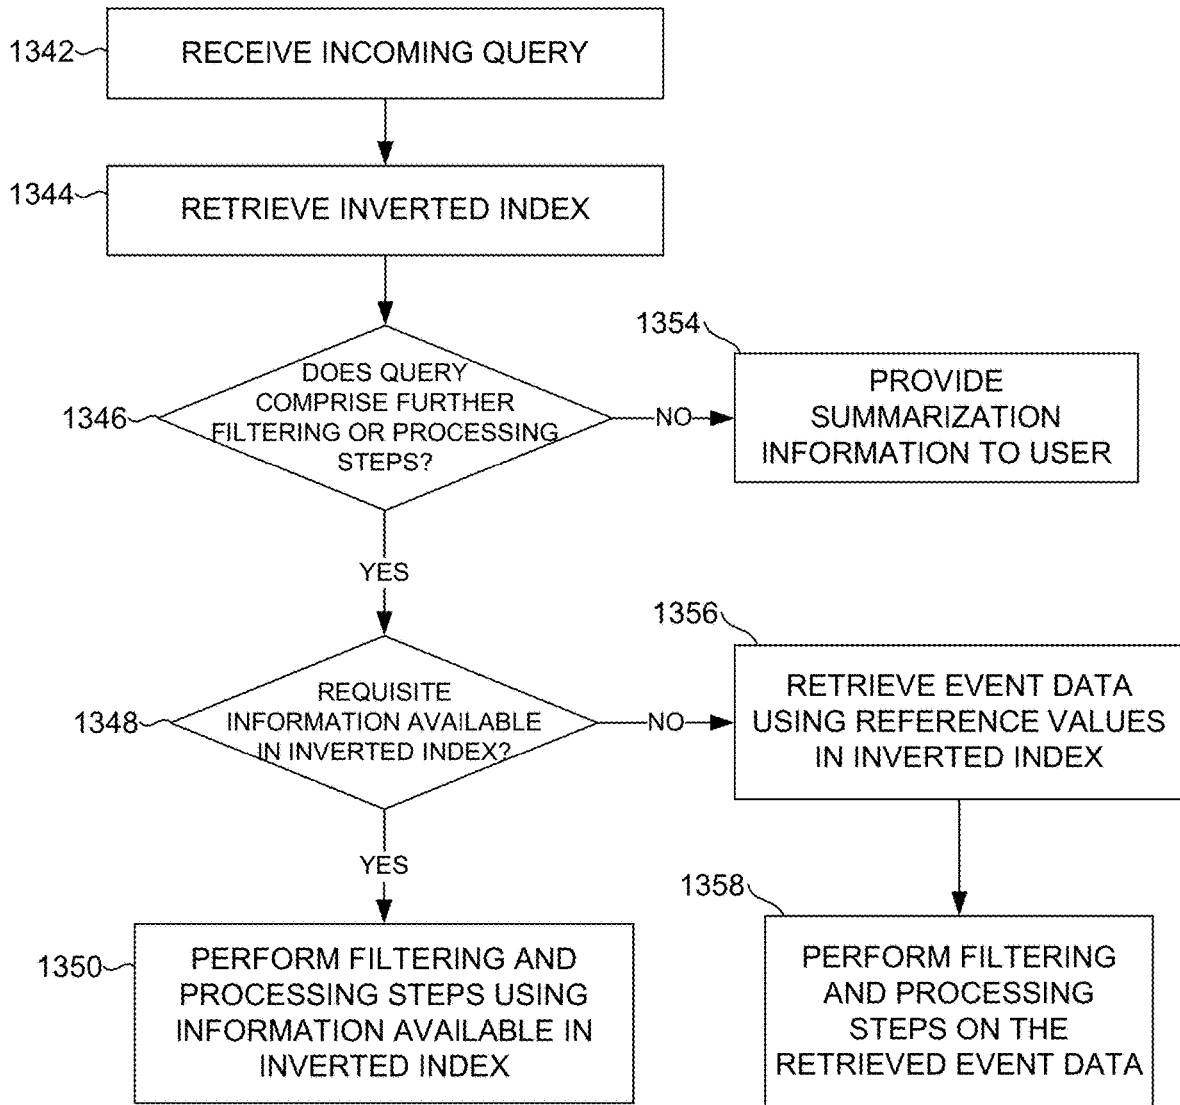 1342
RECEIVE INCOMING QUERY
1344
RETRIEVE INVERTED INDEX
1346
DOES QUERY
COMPRISE FURTHER
FILTERING OR PROCESSING
STEPS?
NO
1354
PROVIDE
SUMMARIZATION
INFORMATION TO USER
YES
1348
REQUISITE
INFORMATION AVAILABLE
IN INVERTED INDEX?
NO
1356
RETRIEVE EVENT DATA
USING REFERENCE VALUES
IN INVERTED INDEX
YES
1350
PERFORM FILTERING AND
PROCESSING STEPS USING
INFORMATION AVAILABLE IN
INVERTED INDEX
1358
PERFORM FILTERING
AND PROCESSING
STEPS ON THE
RETRIEVED EVENT DATA